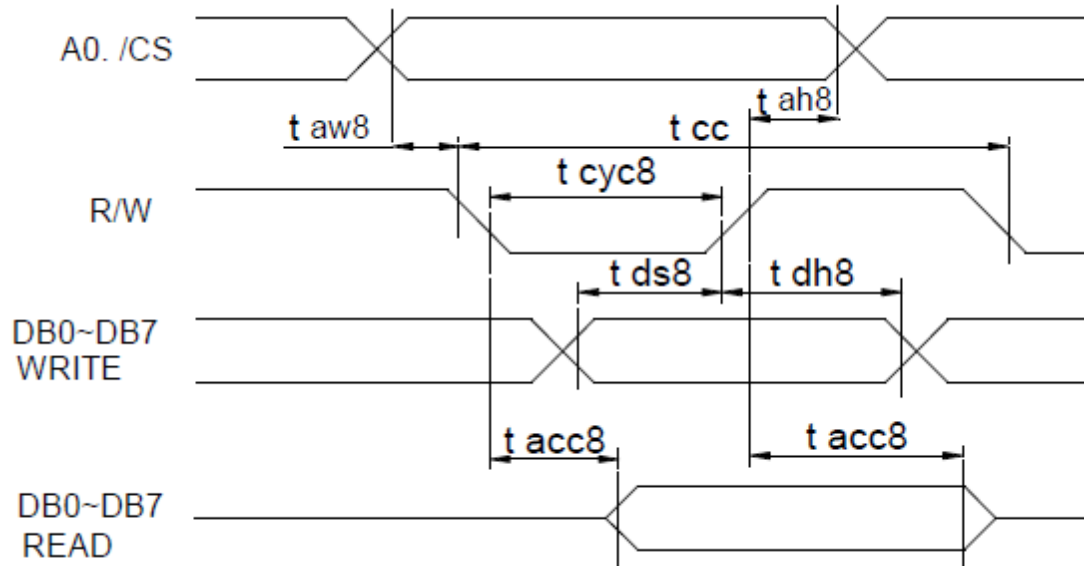 A0. /CS
t ah8
t aw8
t cc
t cyc8
R/W
t ds8
t dh8
DB0~DB7
WRITE
t acc8
t acc8
DB0~DB7
READ